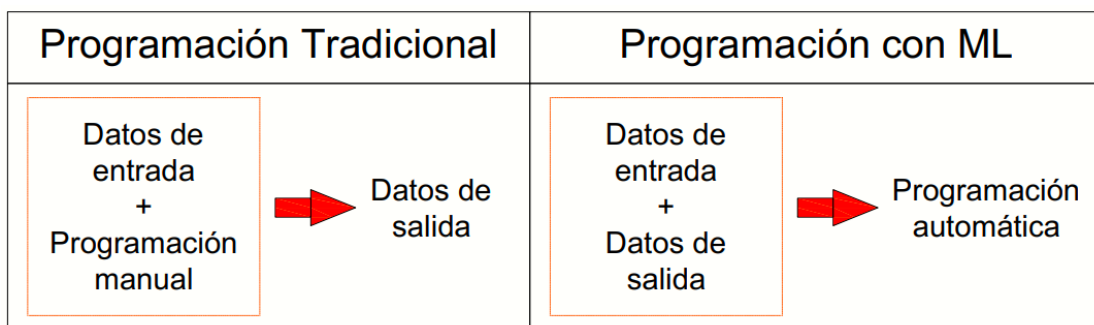 Programación Tradicional
Programación con ML
Datos de
entrada
+
Programación
manual
Datos de
salida
Datos de
entrada
+
Datos de
salida
Programación
automática